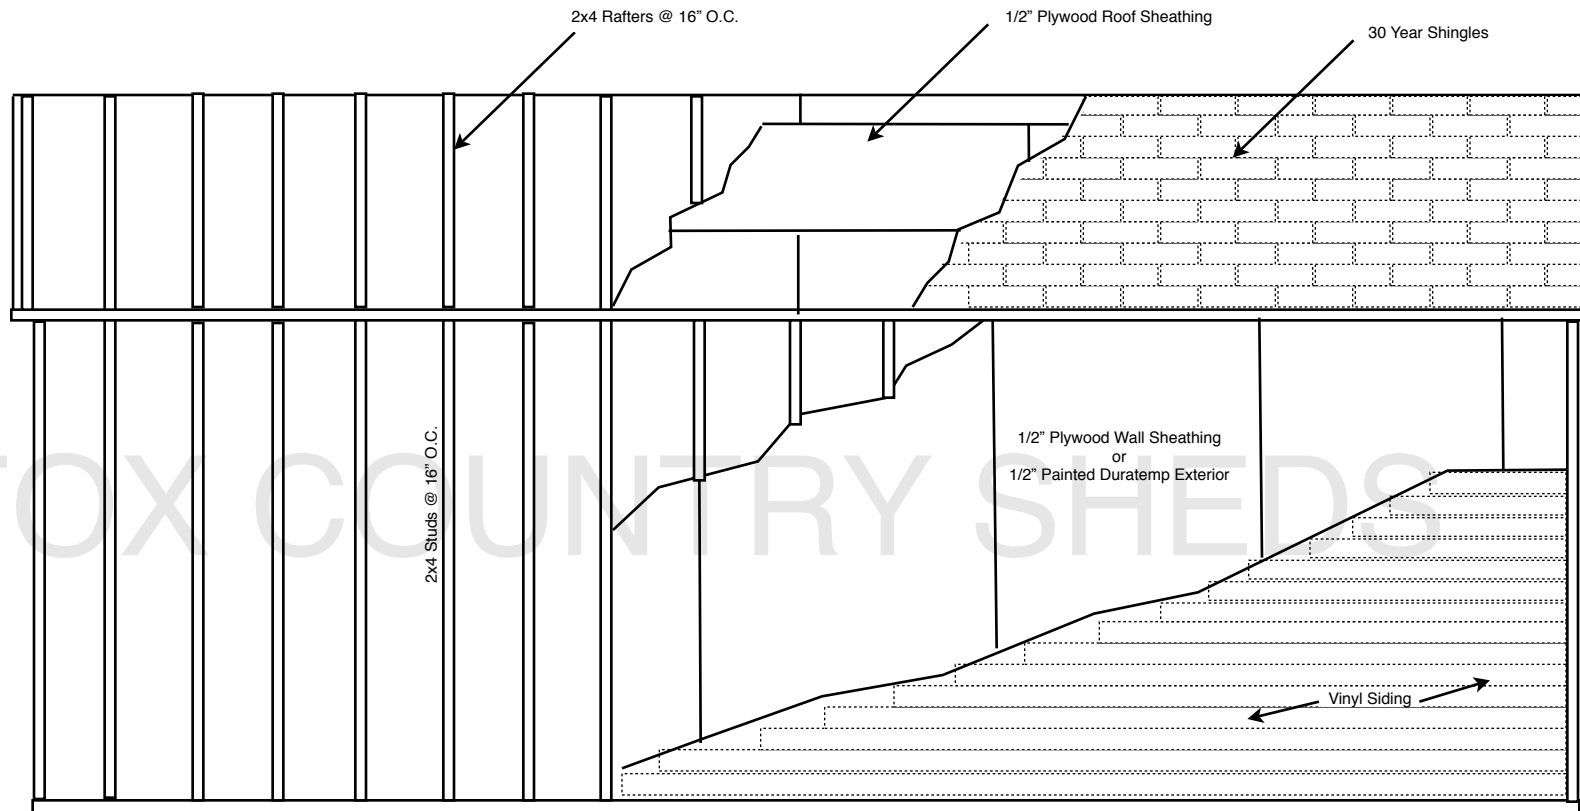 2x4 Rafters @ 16” O.C.
1/2” Plywood Roof Sheathing
30 Year Shingles
2x4 Studs @ 16” O.C.
1/2” Plywood Wall Sheathing
or
1/2” Painted Duratemp Exterior
FOX COUNTRY SHEDS
Vinyl Siding